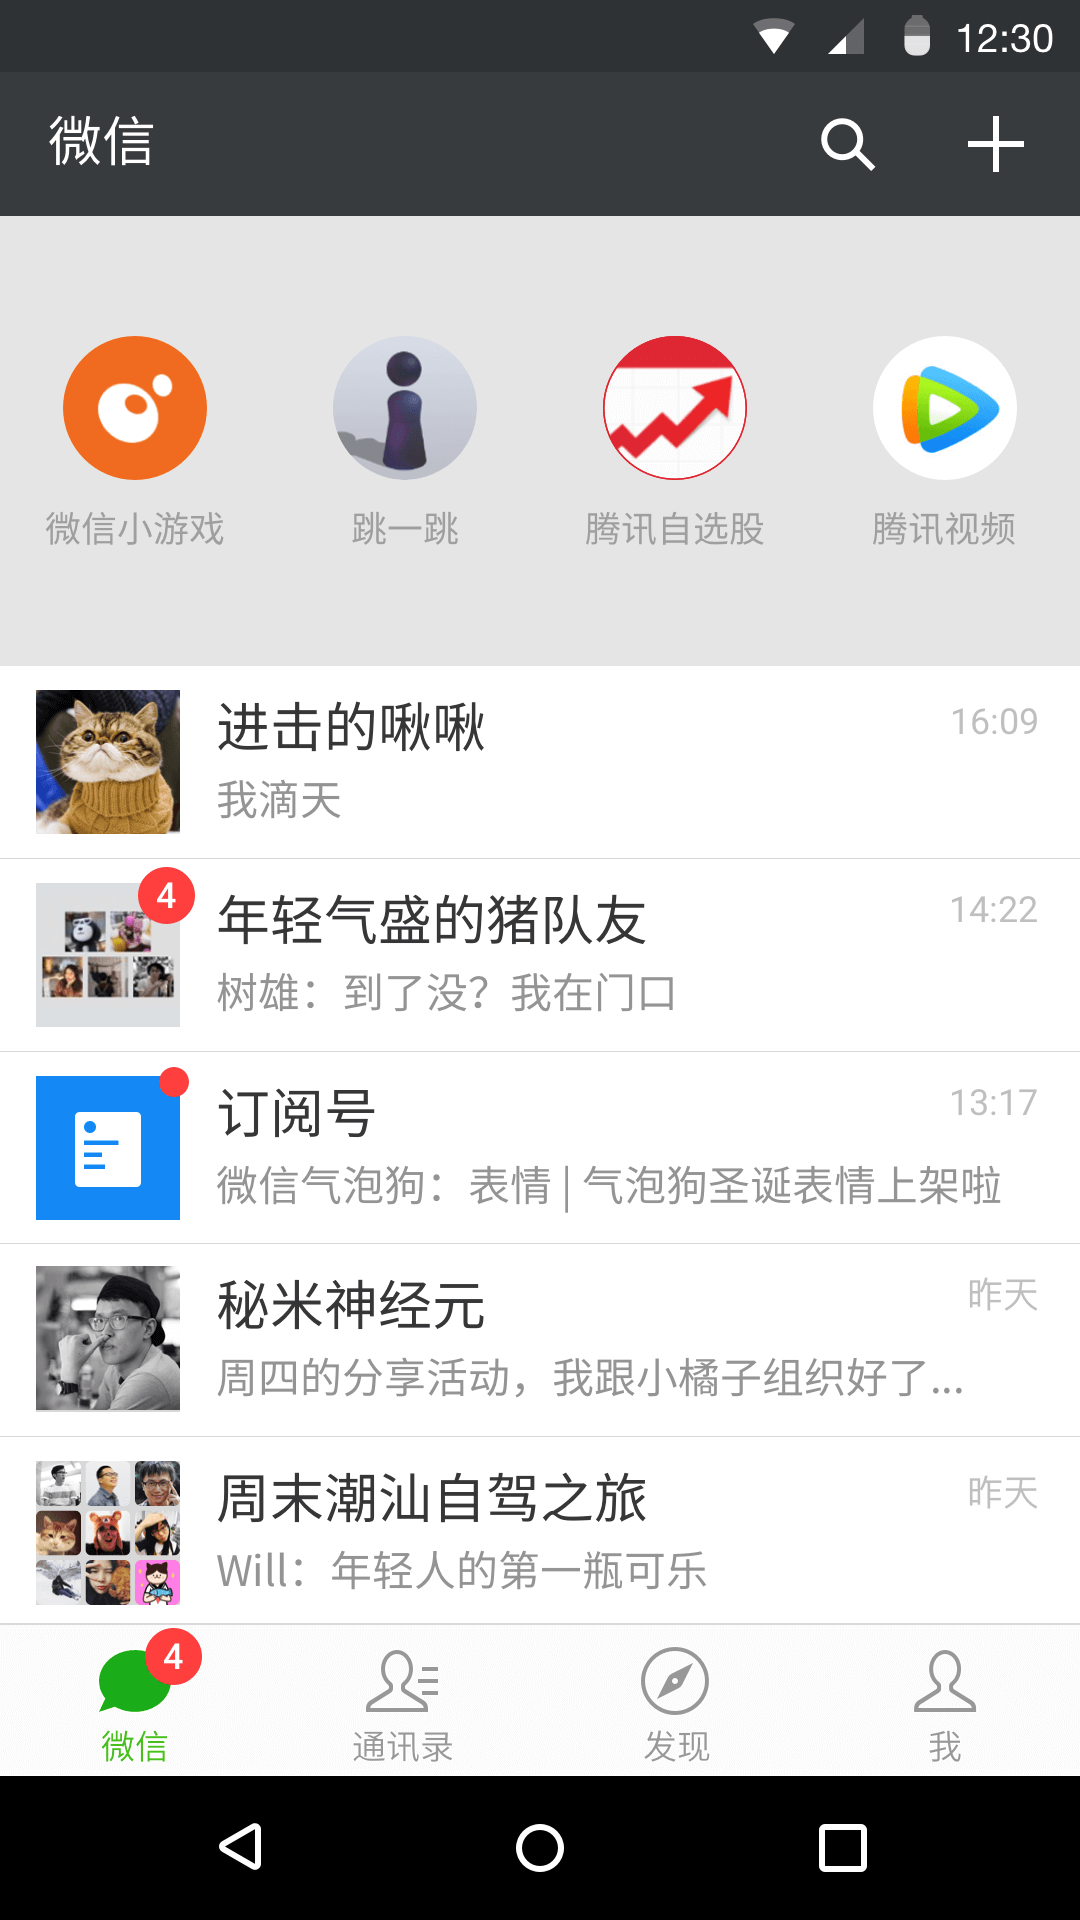 12:30
微信
微信小游戏
跳一跳
腾讯自选股
腾讯视频
进击的啾啾
16:09
我滴天
4
年轻气盛的猪队友
14:22
树雄：到了没？我在门口
订阅号
13:17
微信气泡狗：表情 | 气泡狗圣诞表情上架啦
秘米神经元
昨天
周四的分享活动，我跟小橘子组织好了...
周末潮汕自驾之旅
昨天
Will：年轻人的第一瓶可乐
4
微信
通讯录
发现
我